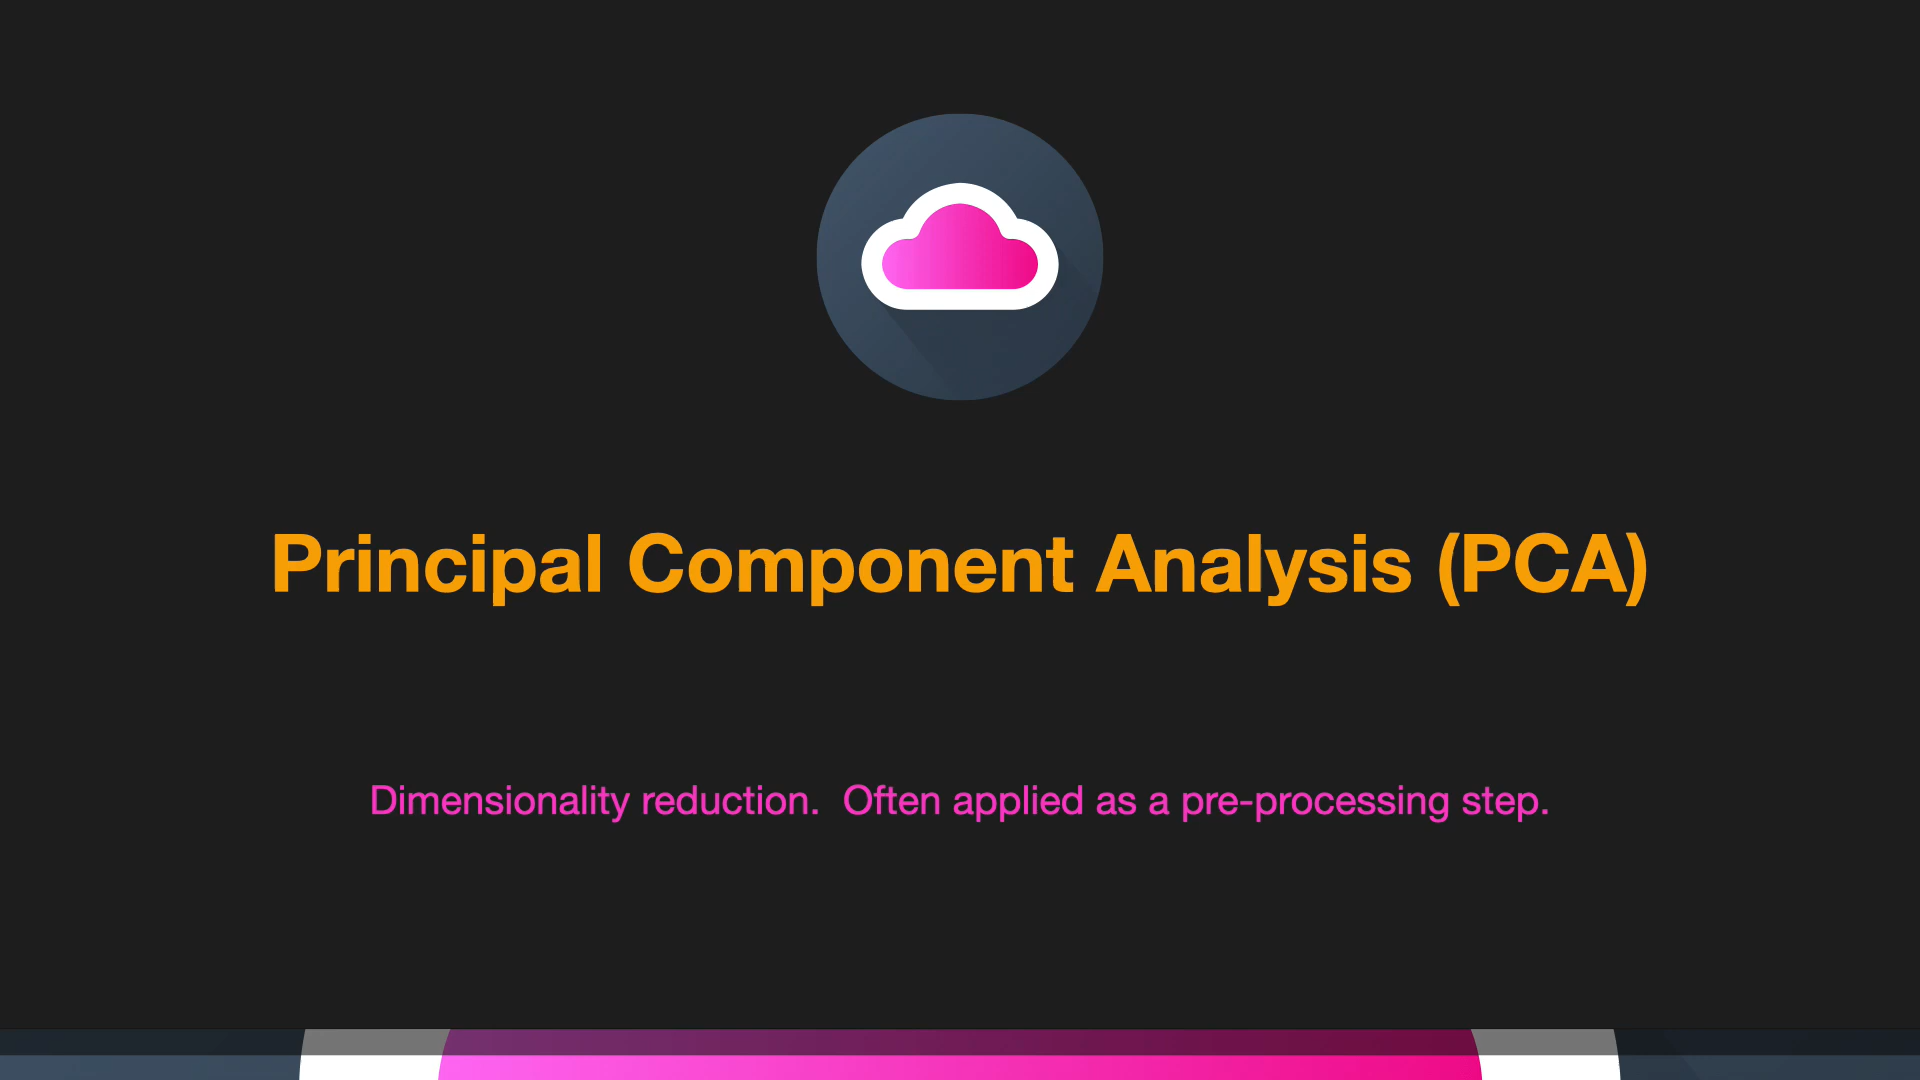 Principal Component Analysis (PCA)
Dimensionality reduction.  Often applied as a pre-processing step.